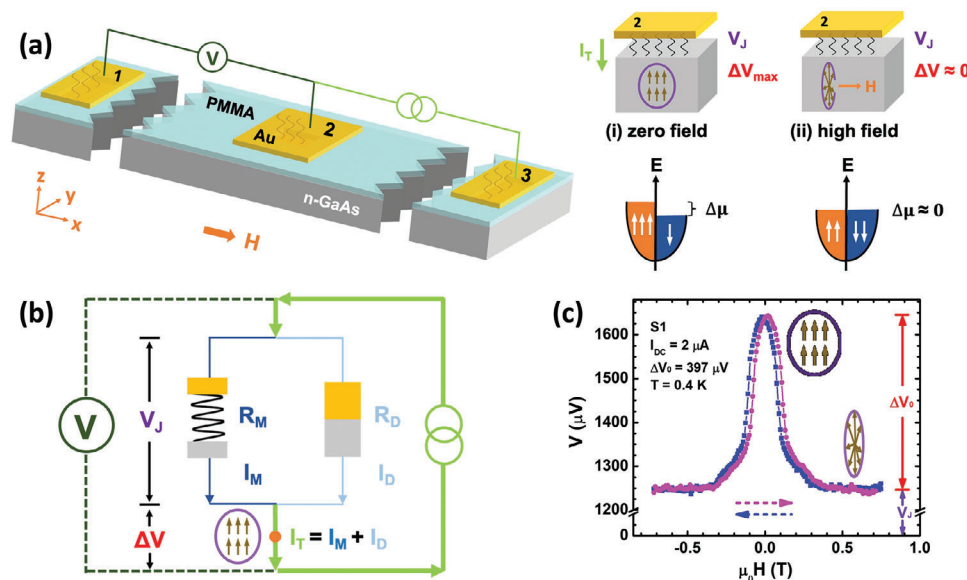 (a)
V
1
PMMA
Au
2
3
n-GaAs
z
y
x
H
2
I_T
V_J
ΔV_max
(i) zero field
2
V_J
ΔV ≈ 0
H
(ii) high field
E
Δμ
E
Δμ ≈ 0
(b)
V
V_J
ΔV
R_M
I_M
R_D
I_D
I_T = I_M + I_D
(c)
V (μV)
1600
1500
1400
1300
1200
0
S1
I_DC = 2 μA
ΔV_0 = 397 μV
T = 0.4 K
ΔV_0
V_J
-0.5
0.0
0.5
1.0
μ_0H (T)